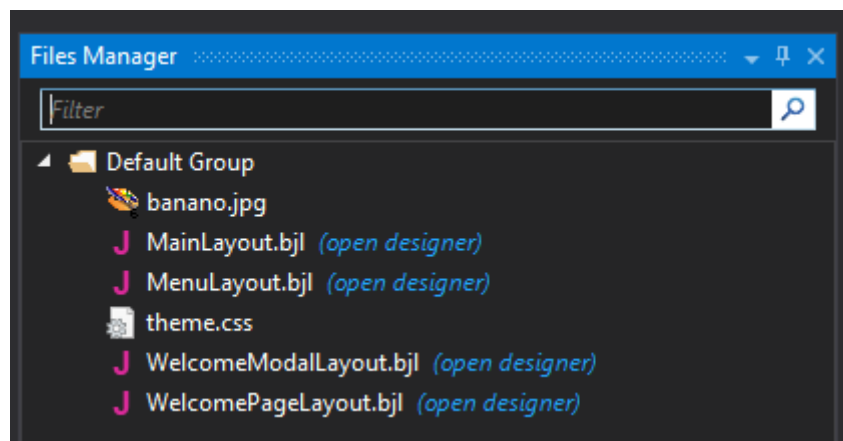 Files Manager
Filter
Default Group
banano.jpg
MainLayout.bjl (open designer)
MenuLayout.bjl (open designer)
theme.css
WelcomeModalLayout.bjl (open designer)
WelcomePageLayout.bjl (open designer)